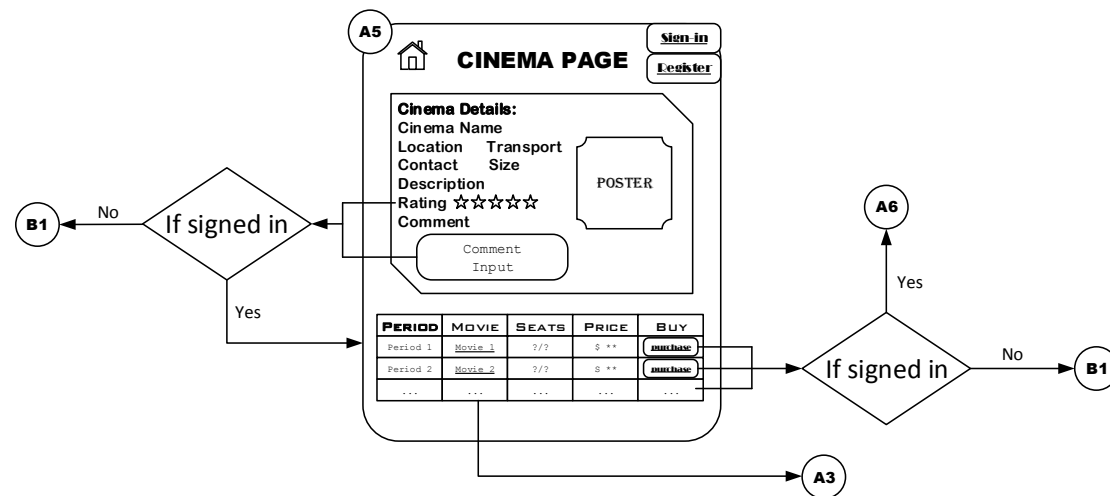 A5
Sign-in
CINEMA PAGE
Register
Cinema Details:
Cinema Name
Location Transport
Contact Size
Description
Rating
Comment
POSTER
Comment
Input
B1
No
If signed in
Yes
PERIOD MOVIE SEATS PRICE BUY
Period 1 Movie 1 ?/? $ ** purchase
Period 2 Movie 2 ?/? $ ** purchase
... ... ... ... ...
A6
Yes
If signed in
No
B1
A3